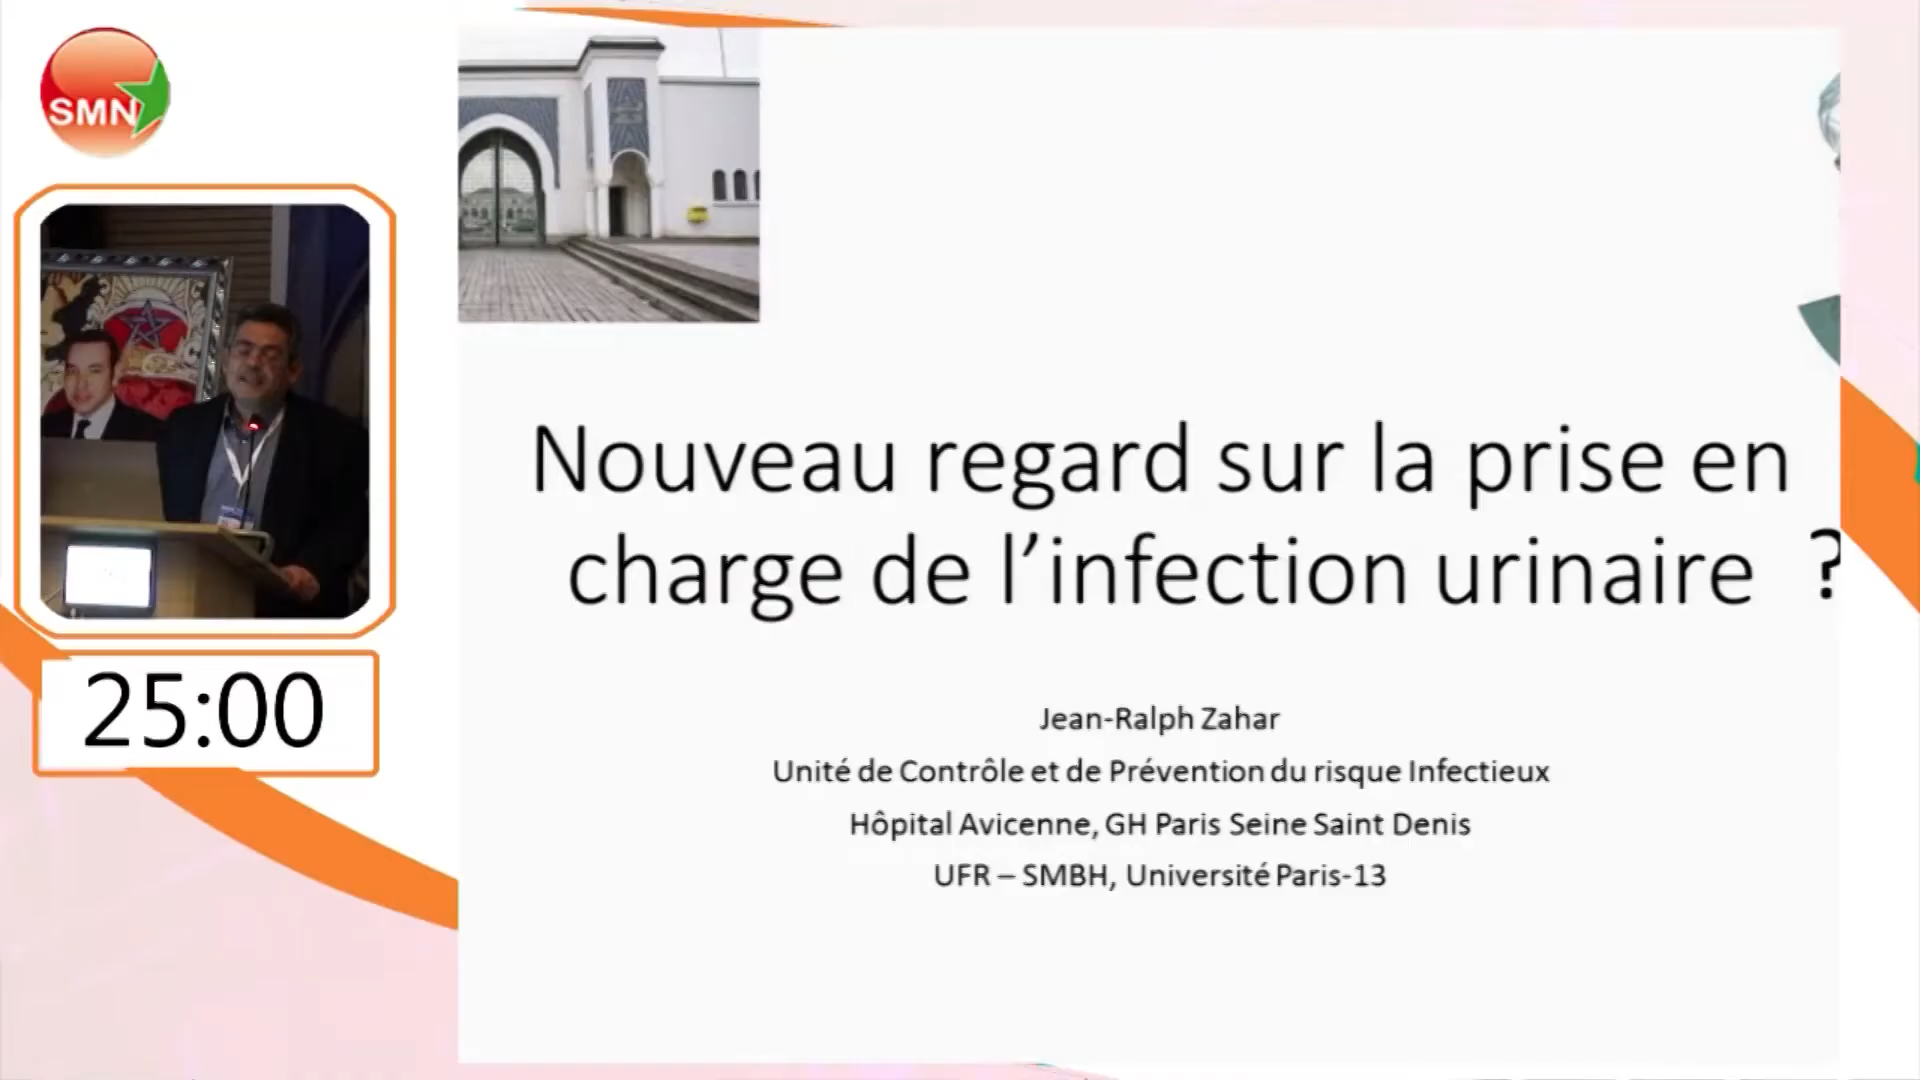 SMN
25:00
Nouveau regard sur la prise en
charge de l’infection urinaire ?
Jean-Ralph Zahar
Unité de Contrôle et de Prévention du risque Infectieux
Hôpital Avicenne, GH Paris Seine Saint Denis
UFR – SMBH, Université Paris-13